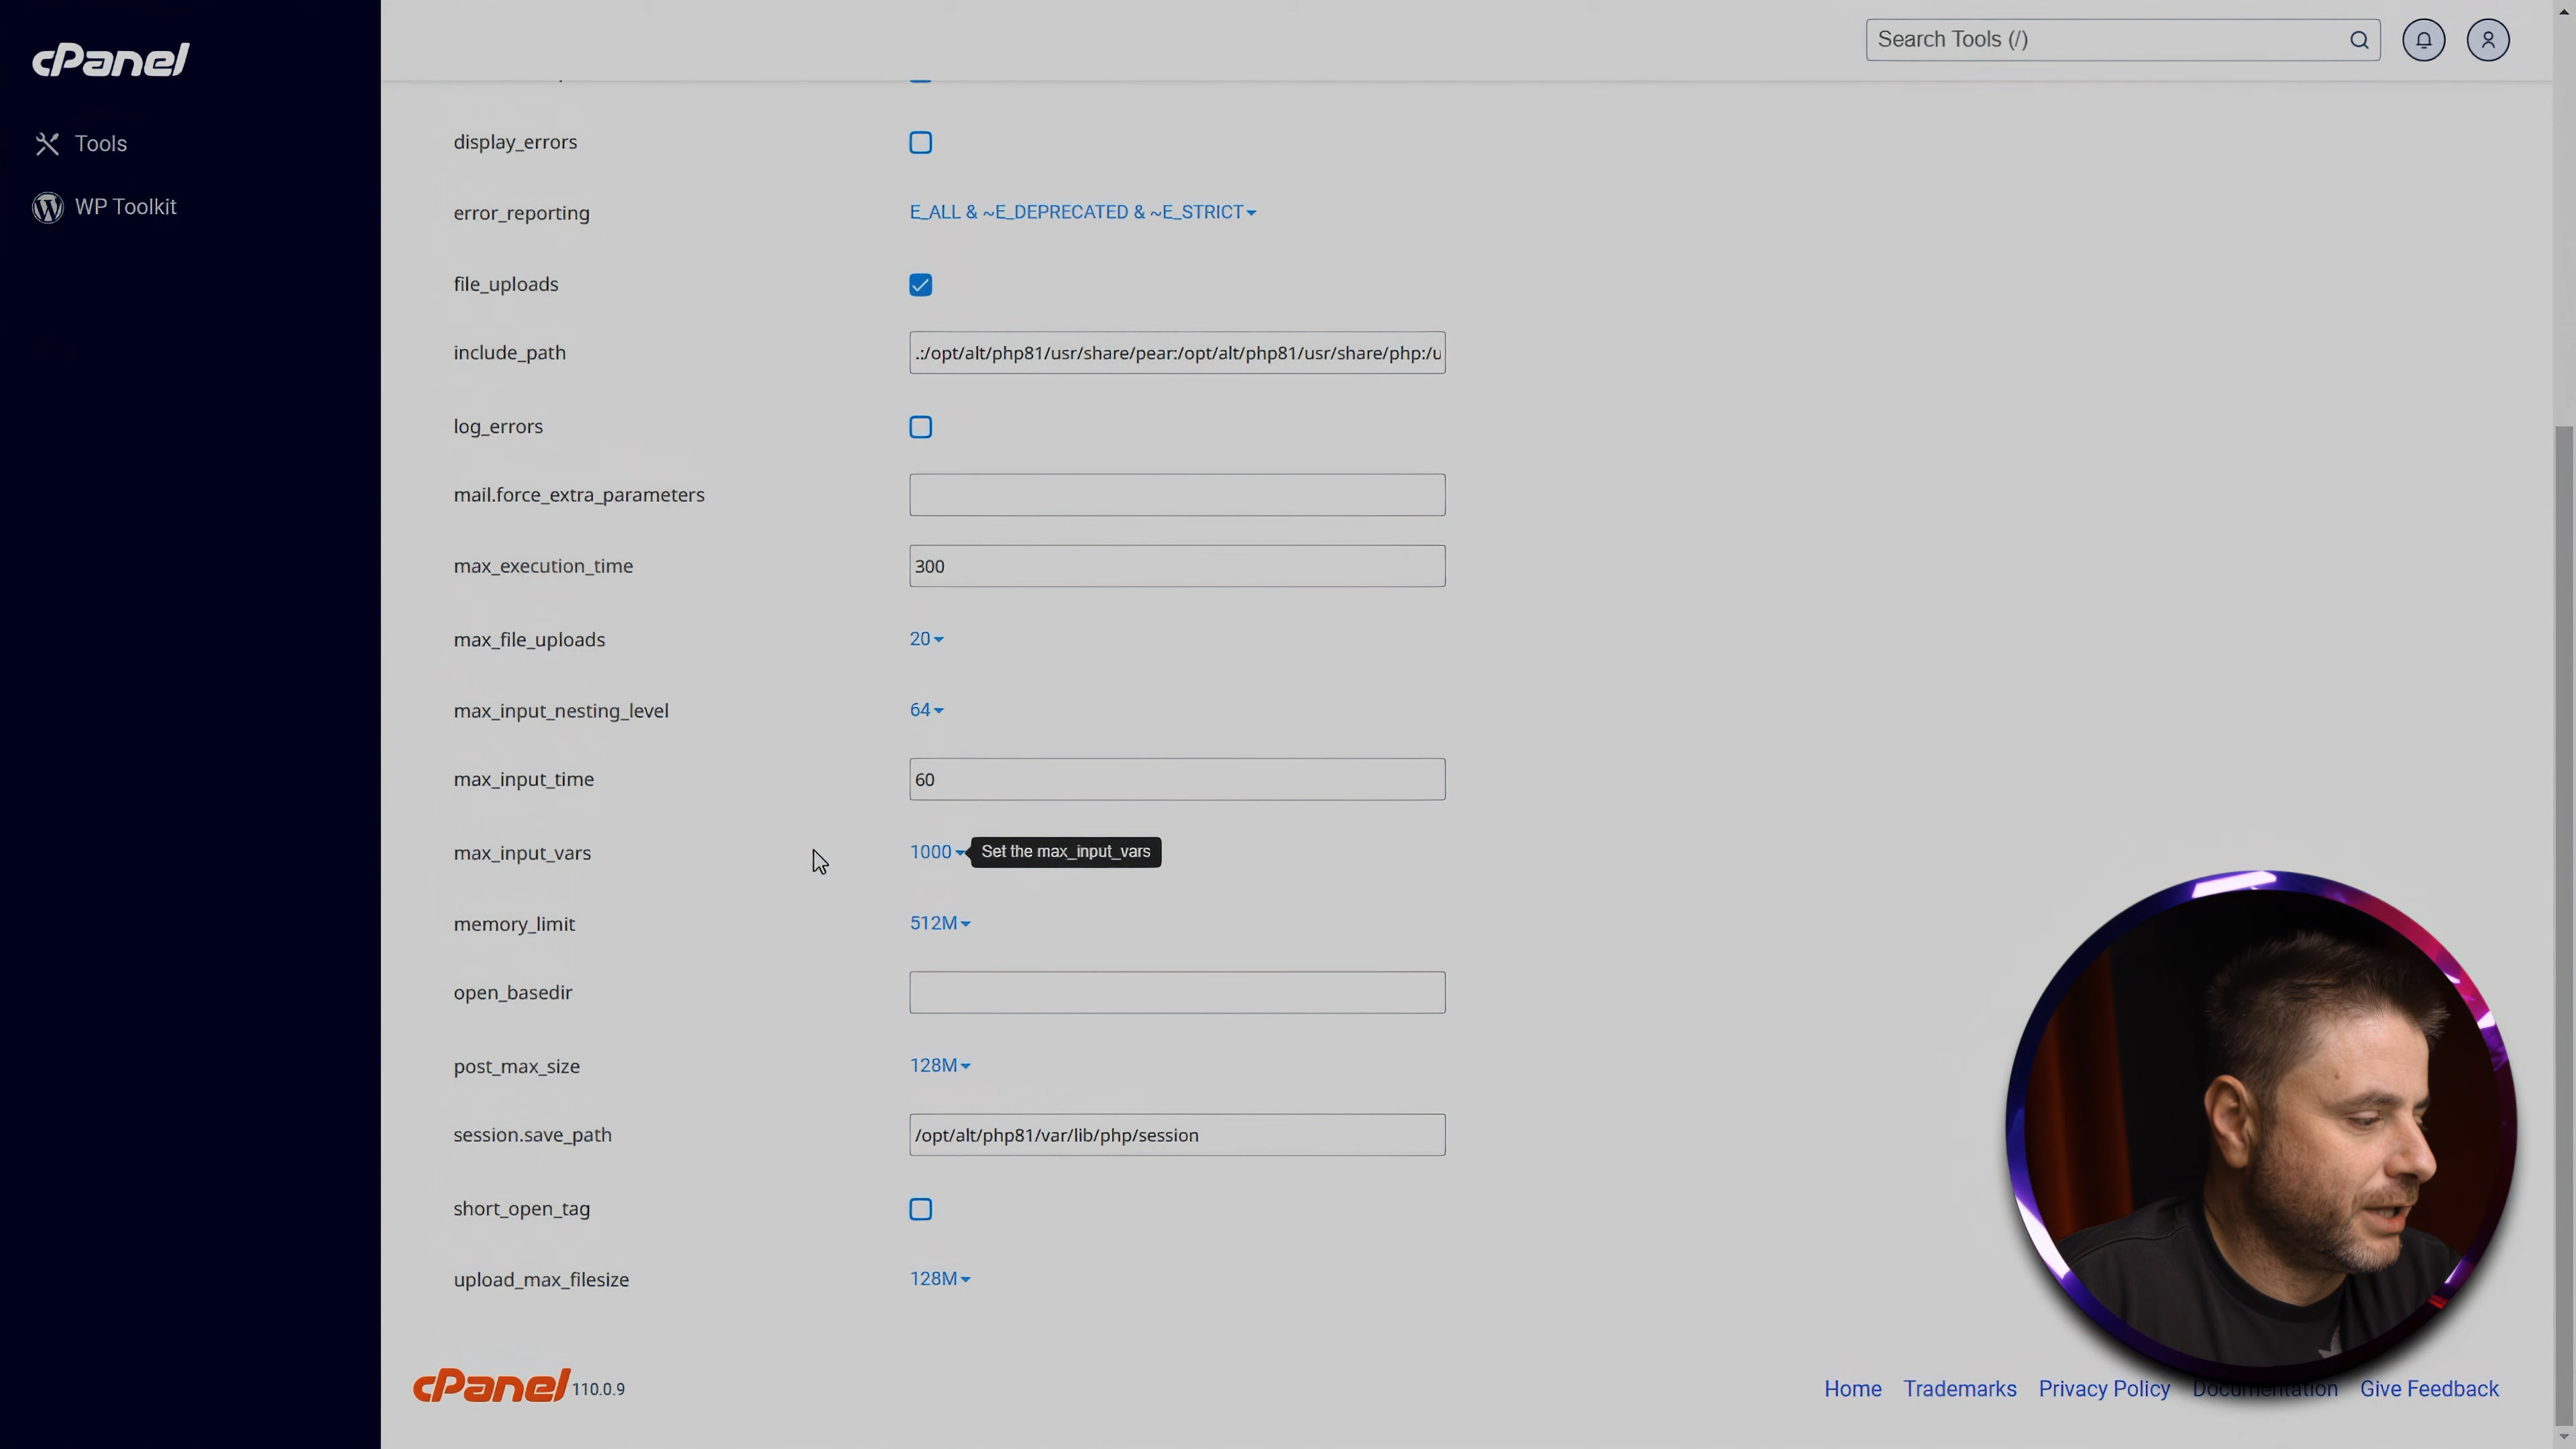 cPanel
Search Tools (/)
Tools
WP Toolkit
display_errors
error_reporting
E_ALL & ~E_DEPRECATED & ~E_STRICT
file_uploads
include_path
.:/opt/alt/php81/usr/share/pear:/opt/alt/php81/usr/share/php:/u
log_errors
mail.force_extra_parameters
max_execution_time
300
max_file_uploads
20
max_input_nesting_level
64
max_input_time
60
max_input_vars
1000
Set the max_input_vars
memory_limit
512M
open_basedir
post_max_size
128M
session.save_path
/opt/alt/php81/var/lib/php/session
short_open_tag
upload_max_filesize
128M
cPanel 110.0.9
Home Trademarks Privacy Policy Documentation Give Feedback